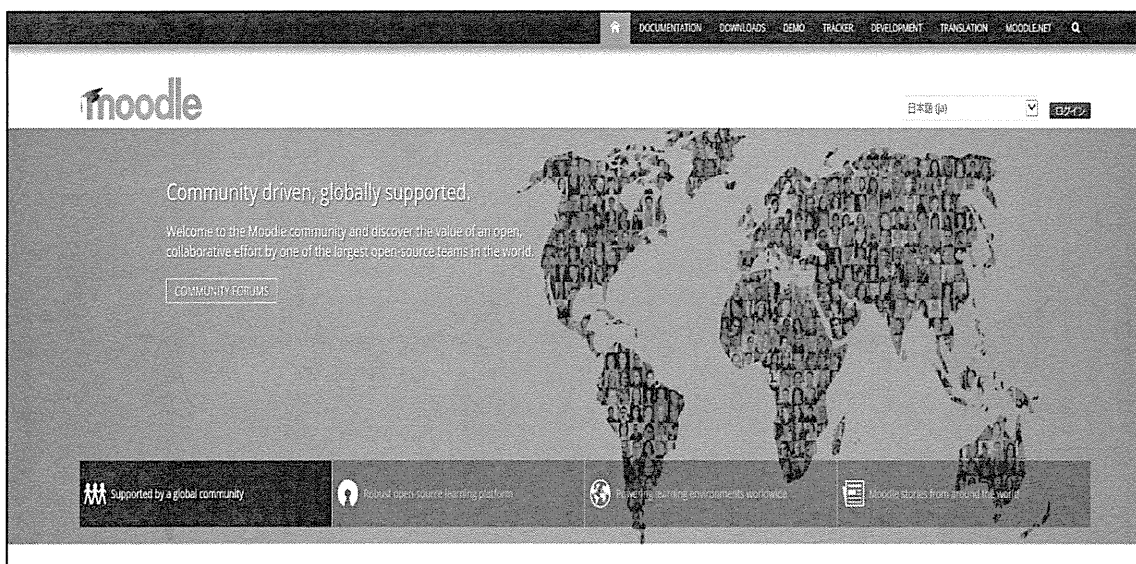 DOCUMENTATION DOWNLOADS DEMO TRACKER DEVELOPMENT TRANSLATION MOODLE.NET
moodle
日本語 (ja)
ログイン
Community driven, globally supported.
Welcome to the Moodle community and discover the value of an open,
collaborative effort by one of the largest open-source teams in the world.
COMMUNITY FORUMS
Supported by a global community
Robust open-source learning platform
Powering learning environments worldwide
Moodle stories from around the world